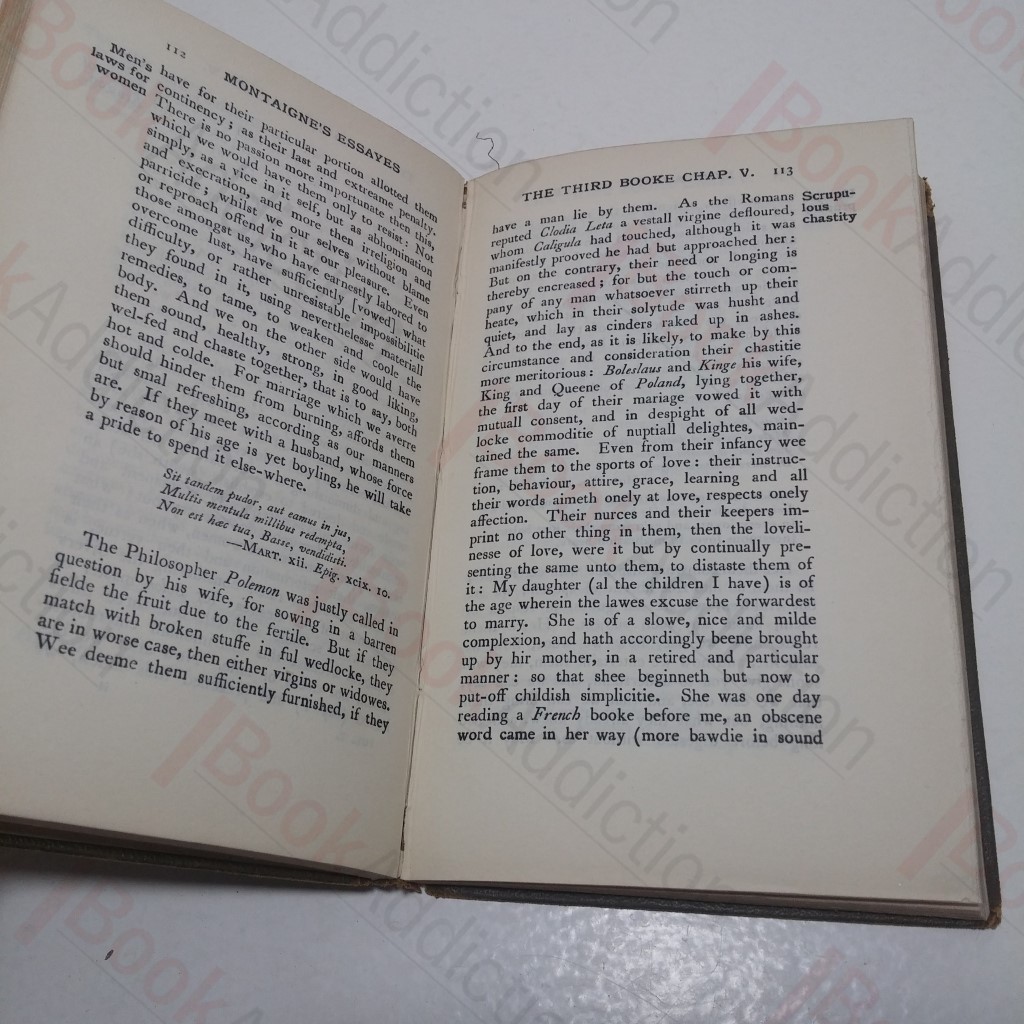 112
MONTAIGNE'S ESSAYES
Men's
laws for
women
have for their particular portion allotted them
continency; as their last and extreame penalty.
There is no passion more importunate then this,
which we would have them only to resist: Not
simply, as a vice in it self, but as abhomination
and execration, and more then irreligion and
parricide; whilst we our selves without blame
or reproach offend in it at our pleasure. Even
those amongst us, who have earnestly labored to
overcome lust, have sufficiently [vowed] what
difficulty, or rather unresistable impossibilitie
they found in it, using neverthelesse materiall
remedies, to tame, to weaken and coole the
body. And we on the other side would have
them sound, healthy, strong, in good liking,
wel-fed and chaste together, that is to say, both
hot and colde. For marriage which we averre
should hinder them from burning, affords them
but smal refreshing, according as our manners
are. If they meet with a husband, whose force
by reason of his age is yet boyling, he will take
a pride to spend it else-where.
Sit tandem pudor, aut eamus in jus,
Multis mentula millibus redempta,
Non est hæc tua, Basse, vendidisti.
—MART. xii. Epig. xcix. 10.
The Philosopher Polemon was justly called in
question by his wife, for sowing in a barren
fielde the fruit due to the fertile. But if they
match with broken stuffe in ful wedlocke, they
are in worse case, then either virgins or widowes.
Wee deeme them sufficiently furnished, if they
THE THIRD BOOKE CHAP. V. 113
have a man lie by them. As the Romans
reputed Clodia Leta a vestall virgine defloured,
whom Caligula had touched, although it was
manifestly prooved he had but approached her:
But on the contrary, their need or longing is
thereby encreased; for but the touch or com-
pany of any man whatsoever stirreth up their
heate, which in their solytude was husht and
quiet, and lay as cinders raked up in ashes.
And to the end, as it is likely, to make by this
circumstance and consideration their chastitie
more meritorious: Boleslaus and Kinge his wife,
King and Queene of Poland, lying together,
the first day of their mariage vowed it with
mutuall consent, and in despight of all wed-
locke commoditie of nuptiall delightes, main-
tained the same. Even from their infancy wee
frame them to the sports of love: their instruc-
tion, behaviour, attire, grace, learning and all
their words aimeth onely at love, respects onely
affection. Their nurces and their keepers im-
print no other thing in them, then the loveli-
nesse of love, were it but by continually pre-
senting the same unto them, to distaste them of
it: My daughter (al the children I have) is of
the age wherein the lawes excuse the forwardest
to marry. She is of a slowe, nice and milde
complexion, and hath accordingly beene brought
up by hir mother, in a retired and particular
manner: so that shee beginneth but now to
put-off childish simplicitie. She was one day
reading a French booke before me, an obscene
word came in her way (more bawdie in sound
Scrupu-
lous
chastity
BookAddiction